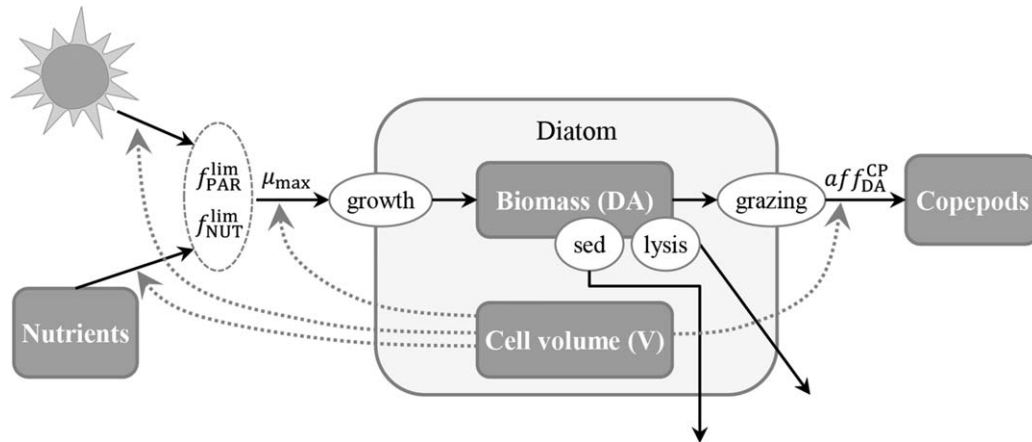 Diatom
f^lim_PAR
f^lim_NUT
μ_max
growth
Biomass (DA)
grazing
aff^CP_DA
Copepods
sed
lysis
Nutrients
Cell volume (V)